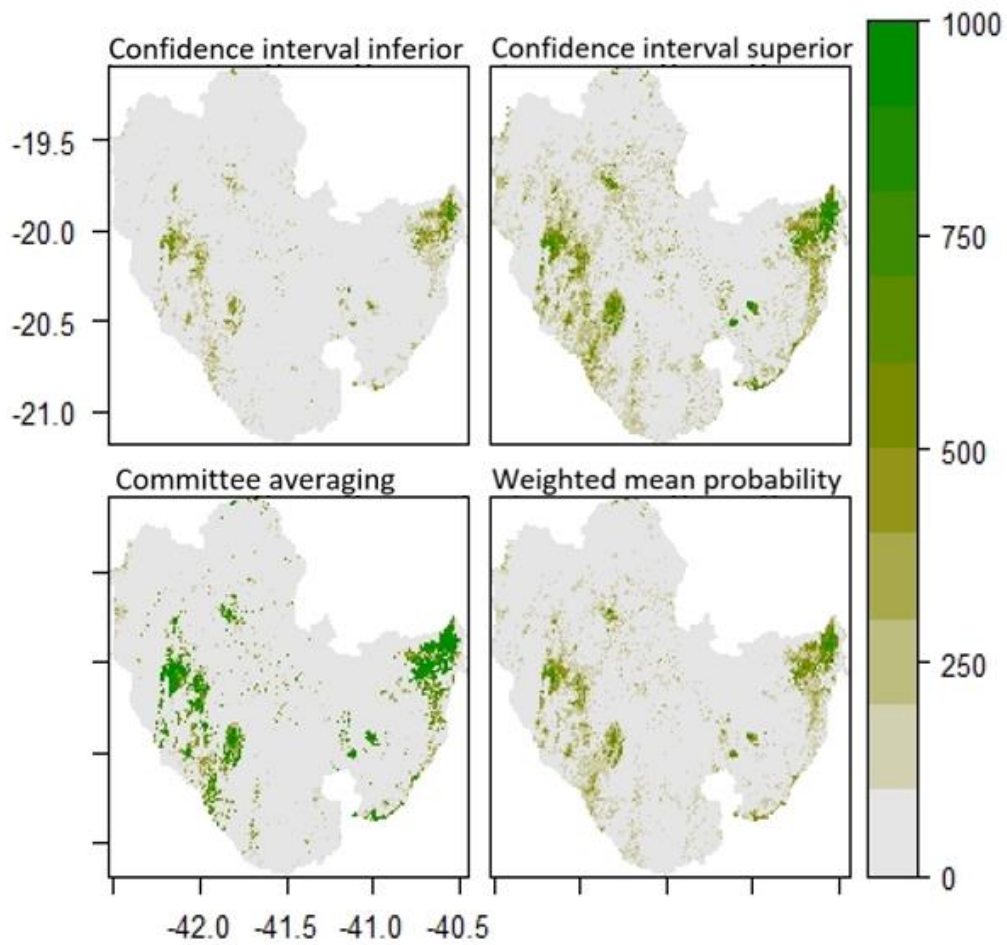 Confidence interval inferior
Confidence interval superior
1000
-19.5
-20.0
750
-20.5
-21.0
500
Committee averaging
Weighted mean probability
250
0
-42.0 -41.5 -41.0 -40.5